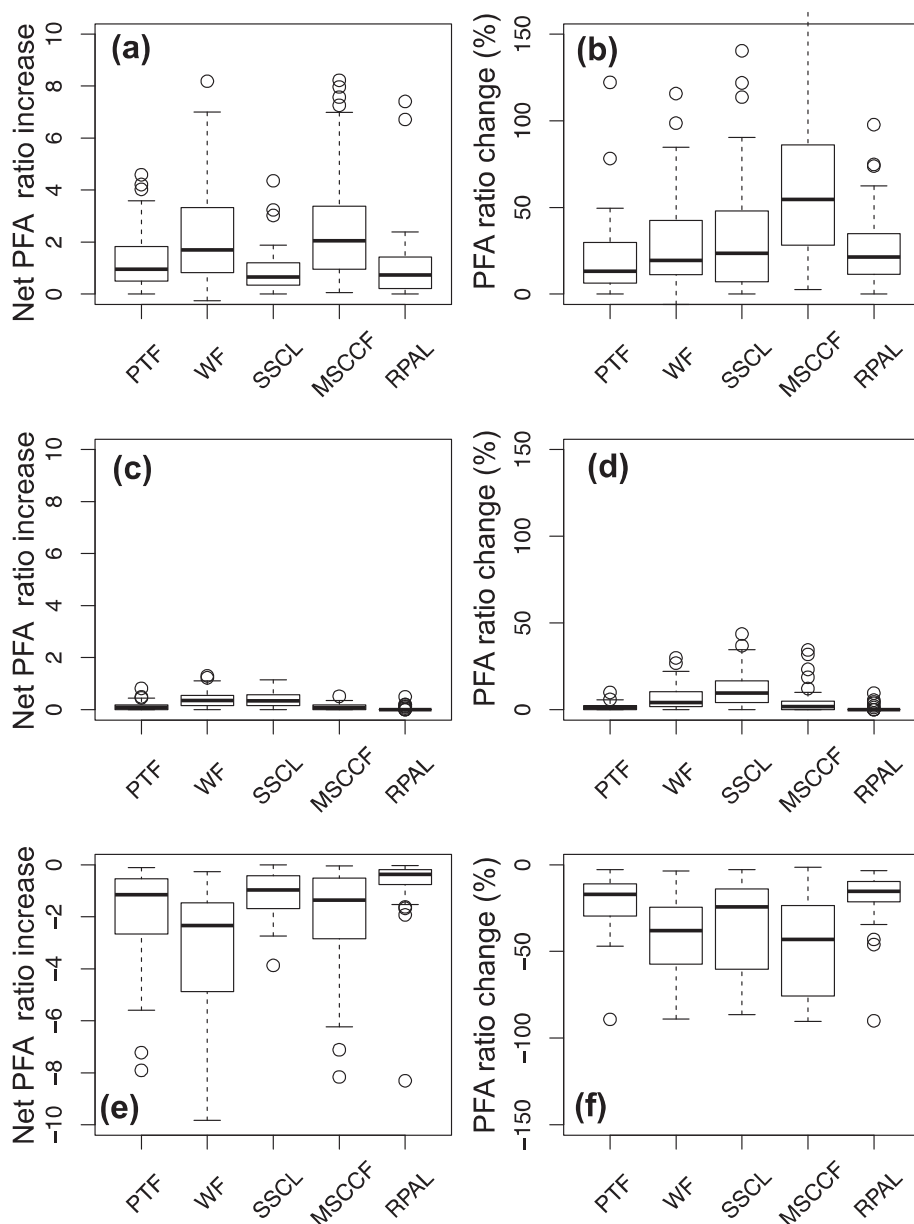 (a)
Net PFA ratio increase
10
8
6
4
2
0
PTF
WF
SSCL
MSCCF
RPAL
(b)
PFA ratio change (%)
150
100
50
0
PTF
WF
SSCL
MSCCF
RPAL
(c)
Net PFA ratio increase
10
8
6
4
2
0
PTF
WF
SSCL
MSCCF
RPAL
(d)
PFA ratio change (%)
150
100
50
0
PTF
WF
SSCL
MSCCF
RPAL
(e)
Net PFA ratio increase
0
−2
−4
−6
−8
−10
PTF
WF
SSCL
MSCCF
RPAL
(f)
PFA ratio change (%)
0
−50
−100
−150
PTF
WF
SSCL
MSCCF
RPAL